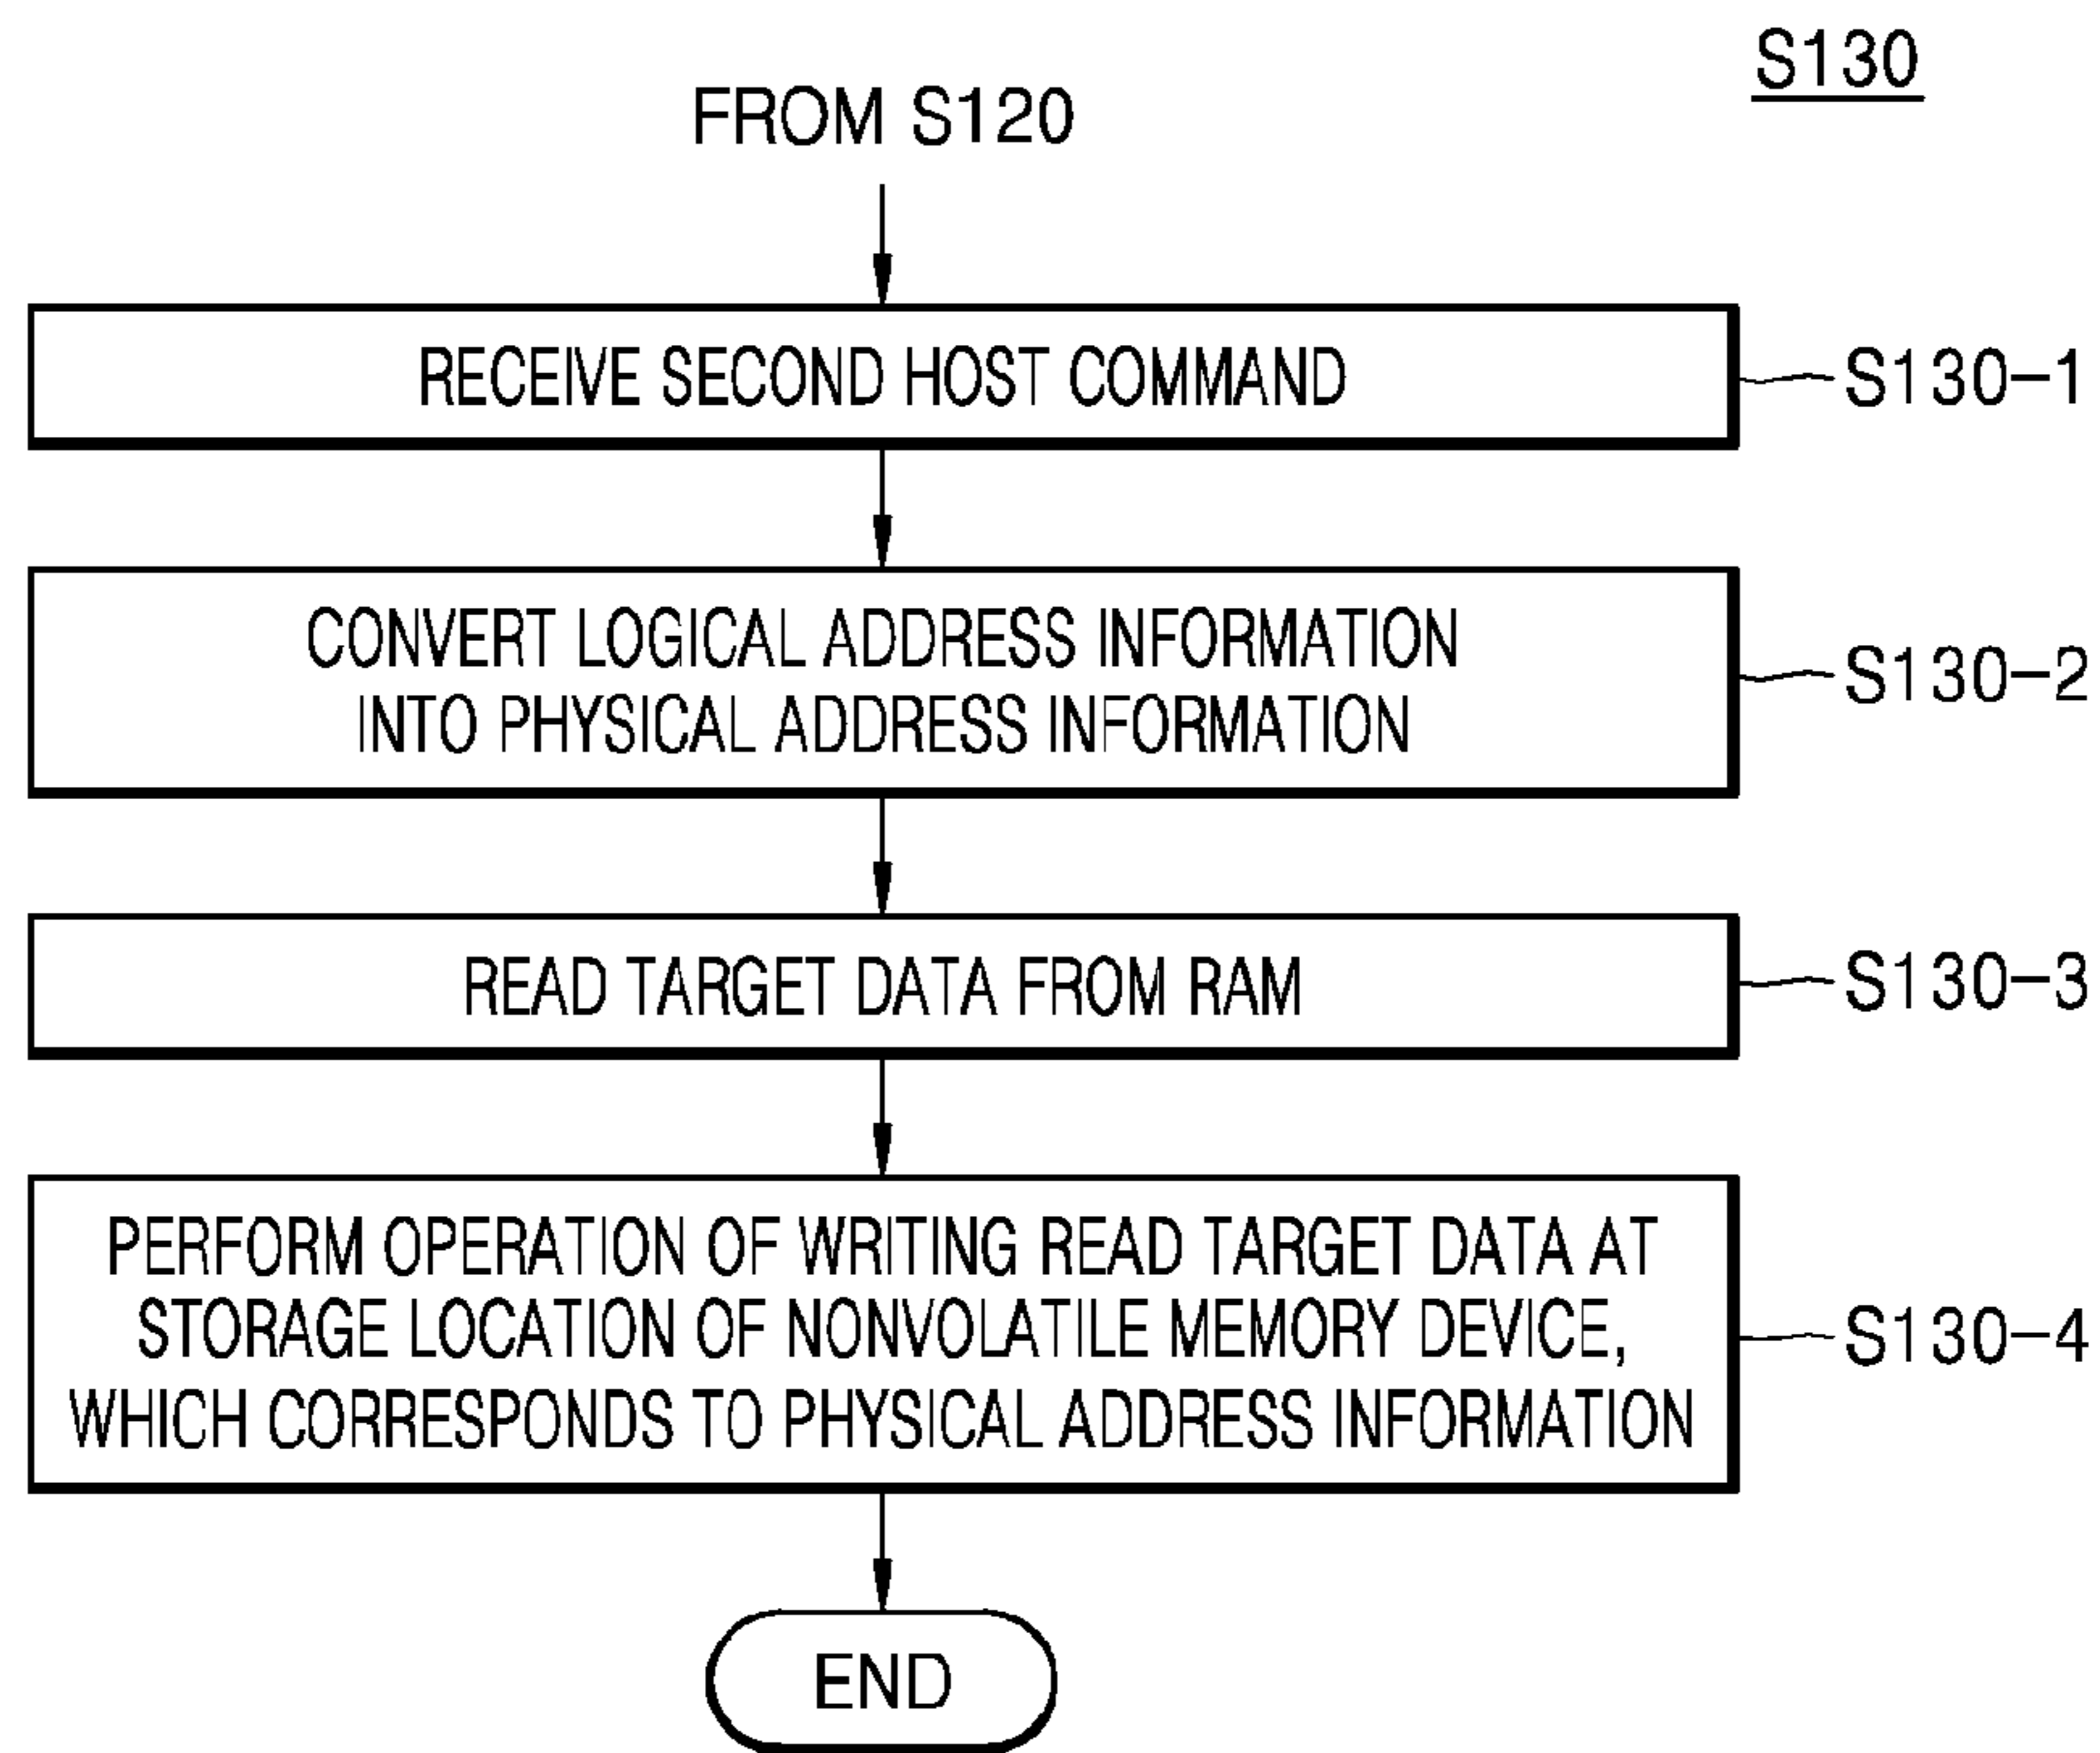 S130
FROM S120
RECEIVE SECOND HOST COMMAND
S130-1
CONVERT LOGICAL ADDRESS INFORMATION
INTO PHYSICAL ADDRESS INFORMATION
S130-2
READ TARGET DATA FROM RAM
S130-3
PERFORM OPERATION OF WRITING READ TARGET DATA AT
STORAGE LOCATION OF NONVOLATILE MEMORY DEVICE,
WHICH CORRESPONDS TO PHYSICAL ADDRESS INFORMATION
S130-4
END